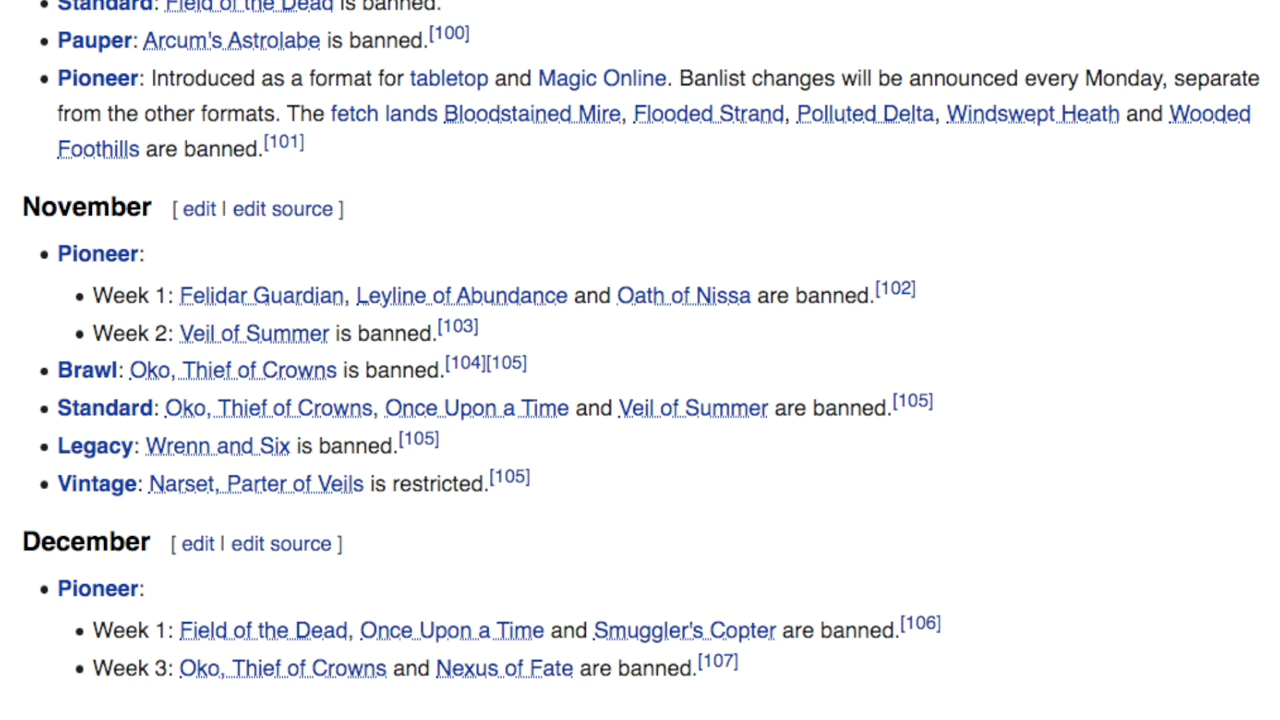 • Standard: Field of the Dead is banned.
• Pauper: Arcum's Astrolabe is banned.[100]
• Pioneer: Introduced as a format for tabletop and Magic Online. Banlist changes will be announced every Monday, separate
from the other formats. The fetch lands Bloodstained Mire, Flooded Strand, Polluted Delta, Windswept Heath and Wooded
Foothills are banned.[101]
November [ edit | edit source ]
• Pioneer:
• Week 1: Felidar Guardian, Leyline of Abundance and Oath of Nissa are banned.[102]
• Week 2: Veil of Summer is banned.[103]
• Brawl: Oko, Thief of Crowns is banned.[104][105]
• Standard: Oko, Thief of Crowns, Once Upon a Time and Veil of Summer are banned.[105]
• Legacy: Wrenn and Six is banned.[105]
• Vintage: Narset, Parter of Veils is restricted.[105]
December [ edit | edit source ]
• Pioneer:
• Week 1: Field of the Dead, Once Upon a Time and Smuggler's Copter are banned.[106]
• Week 3: Oko, Thief of Crowns and Nexus of Fate are banned.[107]